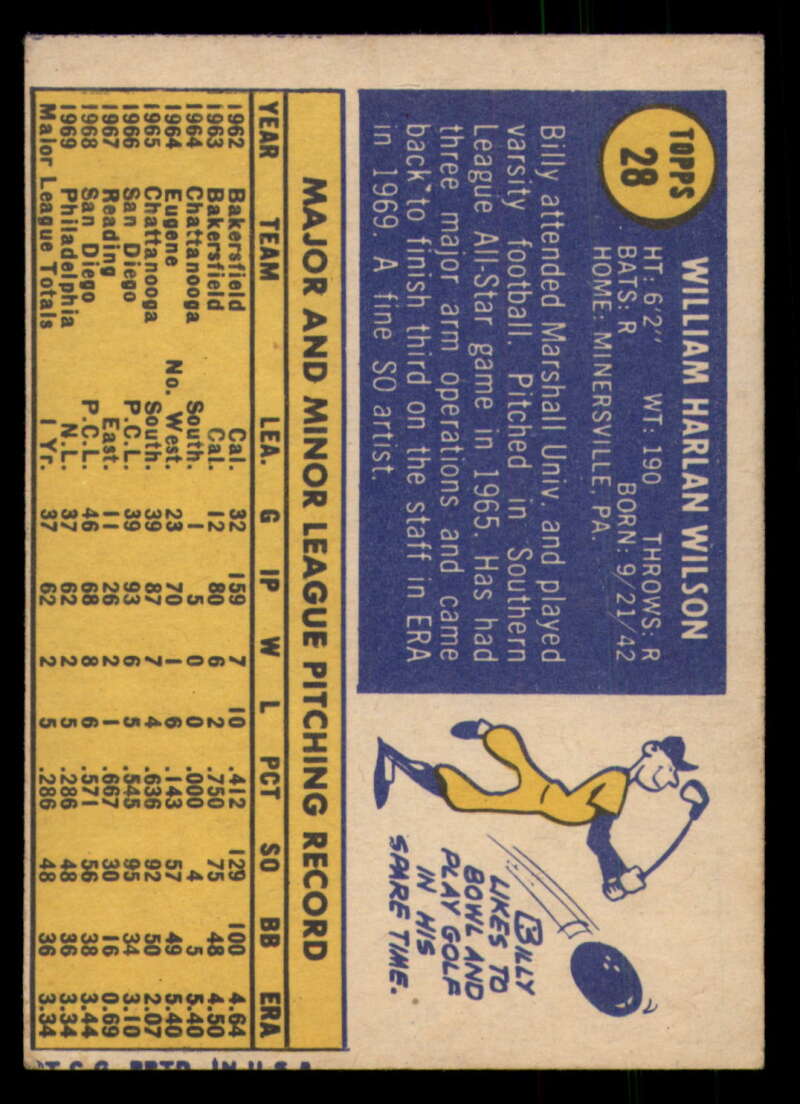 TOPPS
28
WILLIAM HARLAN WILSON
HT: 6'2" WT: 190 THROWS: R
BATS: R BORN: 9/21/42
HOME: MINERSVILLE, PA.
Billy attended Marshall Univ. and played
varsity football. Pitched in Southern
League All-Star game in 1965. Has had
three major arm operations and came
back to finish third on the staff in ERA
in 1969. A fine SO artist.
BILLY
LIKES TO
BOWL AND
PLAY GOLF
IN HIS
SPARE TIME.
MAJOR AND MINOR LEAGUE PITCHING RECORD
YEAR TEAM LEA. G IP W L PCT SO BB ERA
1962 Bakersfield Cal. 32 159 7 10 .412 129 100 4.64
1963 Bakersfield Cal. 12 80 6 2 .750 75 48 4.50
1964 Chattanooga South. 1 5 0 0 .000 4 5 5.40
1964 Eugene No. West. 23 70 1 6 .143 57 49 5.40
1965 Chattanooga South. 39 87 7 4 .636 92 50 2.07
1966 San Diego P.C.L. 39 93 6 5 .545 95 34 3.10
1967 Reading East. 11 26 2 1 .667 30 16 0.69
1968 San Diego P.C.L. 46 68 8 6 .571 56 38 3.44
1969 Philadelphia N.L. 37 62 2 5 .286 48 36 3.34
Major League Totals 1 Yr. 37 62 2 5 .286 48 36 3.34
T.C.G. PRTD. IN U.S.A.